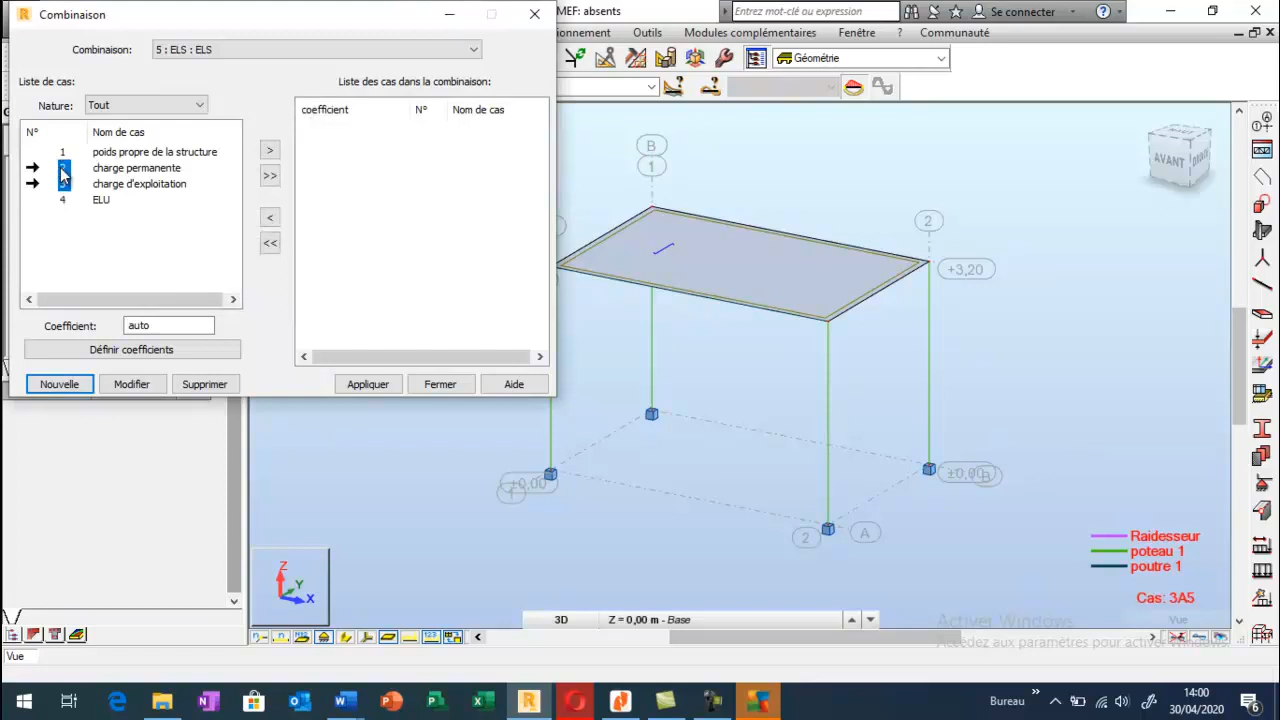 Combinaison
MEF: absents
Entrez mot-clé ou expression
Se connecter
Combinaison:
5 : ELS : ELS
Outils
Modules complémentaires
Fenêtre
Communauté
Géométrie
Liste de cas:
Liste des cas dans la combinaison:
Nature:
Tout
N°
Nom de cas
coefficient
N°
Nom de cas
1 poids propre de la structure
charge permanente
charge d'exploitation
4 ELU
>
>>
<
<<
Coefficient:
auto
Définir coefficients
Nouvelle
Modifier
Supprimer
Appliquer
Fermer
Aide
AVANT
B
1
2
+3,20
±0,00
1
±0,00
B
2
A
Raidesseur
poteau 1
poutre 1
Cas: 3A5
Z
Y
X
3D
Z = 0,00 m - Base
Vue
Activer Windows
Accédez aux paramètres pour activer Windows.
Vue
Bureau
14:00
30/04/2020
6